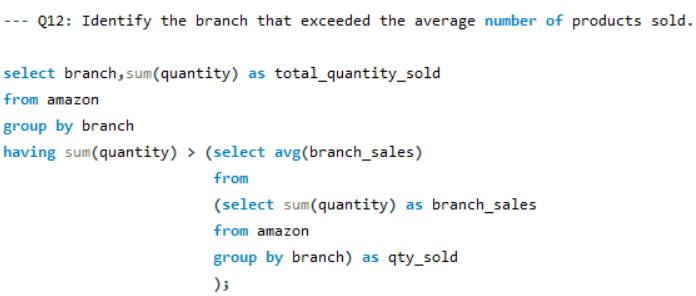 --- Q12: Identify the branch that exceeded the average number of products sold.
select branch,sum(quantity) as total_quantity_sold
from amazon
group by branch
having sum(quantity) > (select avg(branch_sales)
from
(select sum(quantity) as branch_sales
from amazon
group by branch) as qty_sold
);